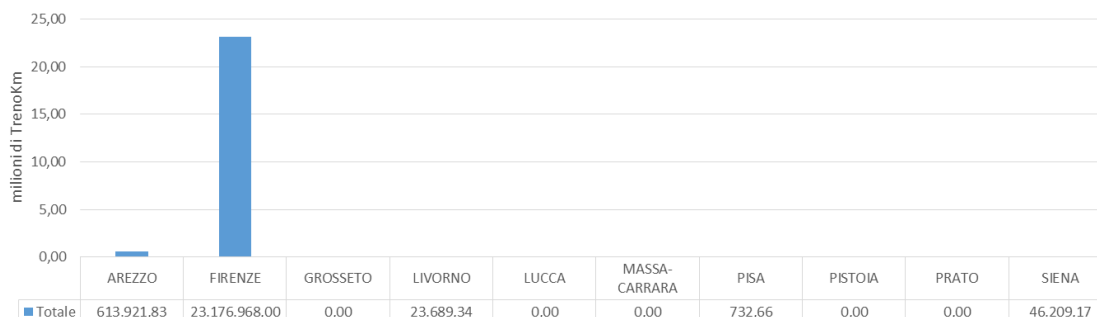 25,00
20,00
15,00
10,00
5,00
0,00
milioni di TrenoKm
AREZZO FIRENZE GROSSETO LIVORNO LUCCA MASSA-CARRARA PISA PISTOIA PRATO SIENA
Totale 613.921,83 23.176.968,00 0,00 23.689,34 0,00 0,00 732,66 0,00 0,00 46.209,17